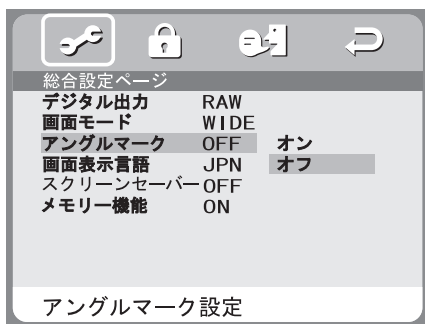 総合設定ページ
デジタル出力 RAW
画面モード WIDE
アングルマーク OFF オン
画面表示言語 JPN オフ
スクリーンセーバー OFF
メモリー機能 ON
アングルマーク設定